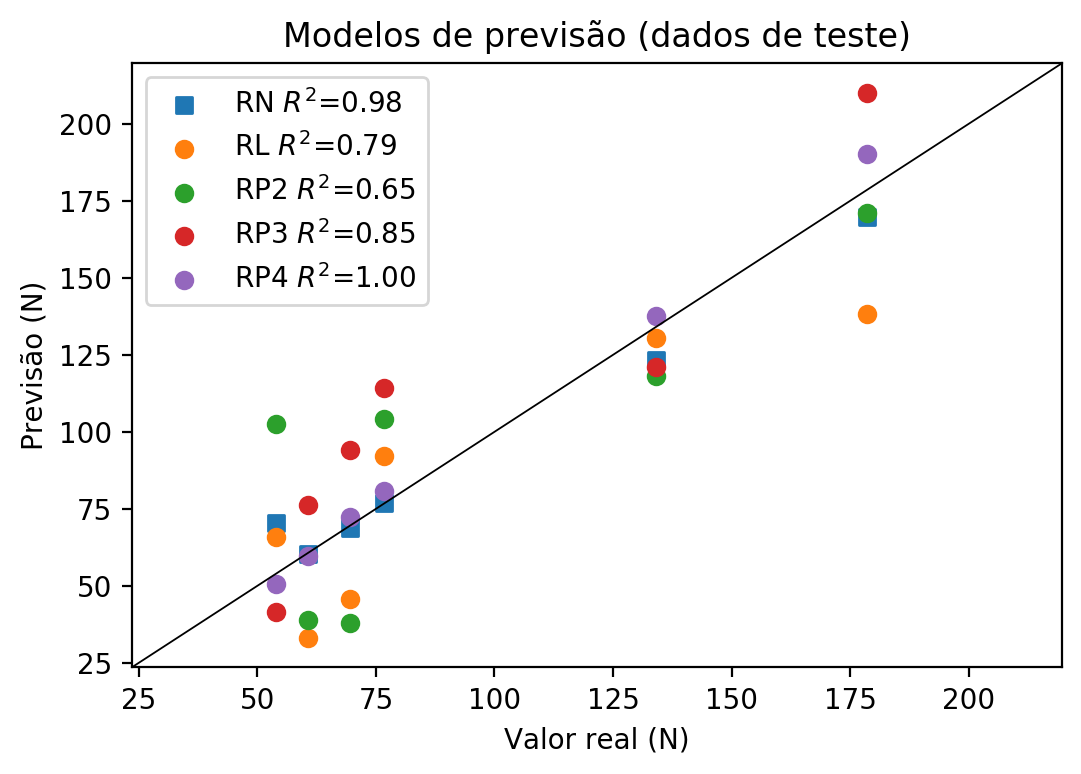 Modelos de previsão (dados de teste)
RN R²=0.98
RL R²=0.79
RP2 R²=0.65
RP3 R²=0.85
RP4 R²=1.00
200
175
150
125
100
75
50
25
Previsão (N)
25 50 75 100 125 150 175 200
Valor real (N)